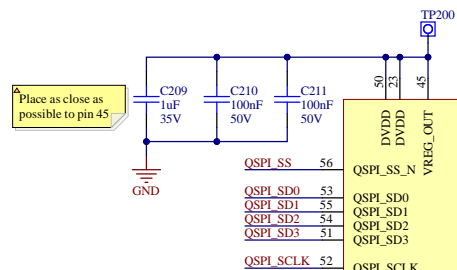 TP200
C209
1uF
35V
C210
100nF
50V
C211
100nF
50V
Place as close as
possible to pin 45
GND
50
23
45
DVDD
DVDD
VREG_OUT
QSPI_SS 56 QSPI_SS_N
QSPI_SD0 53 QSPI_SD0
QSPI_SD1 55 QSPI_SD1
QSPI_SD2 54 QSPI_SD2
QSPI_SD3 51 QSPI_SD3
QSPI_SCLK 52 QSPI_SCLK